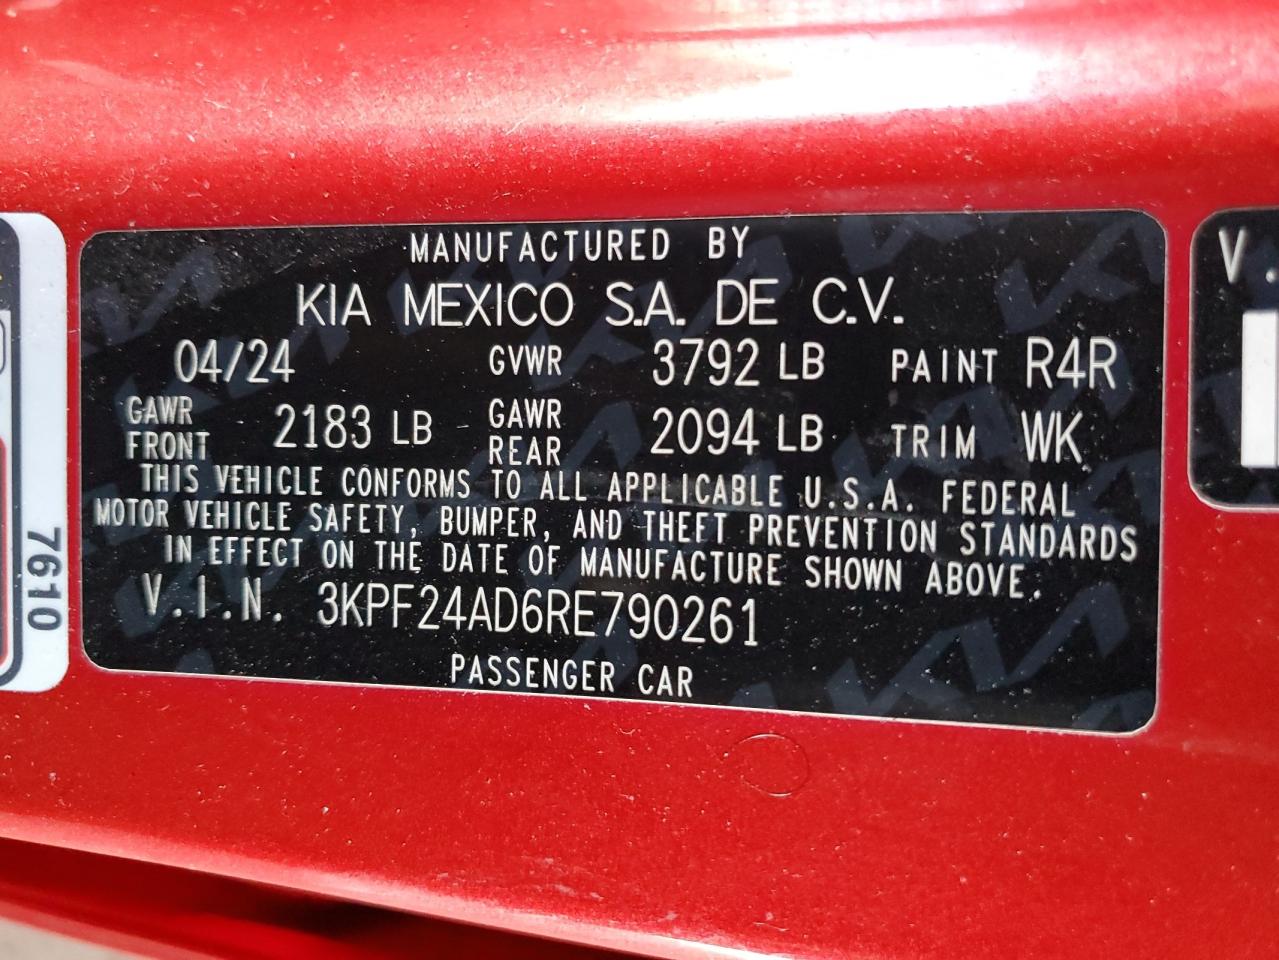 MANUFACTURED BY
KIA MEXICO S.A. DE C.V.
04/24 GVWR 3792 LB PAINT R4R
GAWR FRONT 2183 LB GAWR REAR 2094 LB TRIM WK
THIS VEHICLE CONFORMS TO ALL APPLICABLE U.S.A. FEDERAL
MOTOR VEHICLE SAFETY, BUMPER, AND THEFT PREVENTION STANDARDS
IN EFFECT ON THE DATE OF MANUFACTURE SHOWN ABOVE.
V.I.N. 3KPF24AD6RE790261
PASSENGER CAR
7610
V.